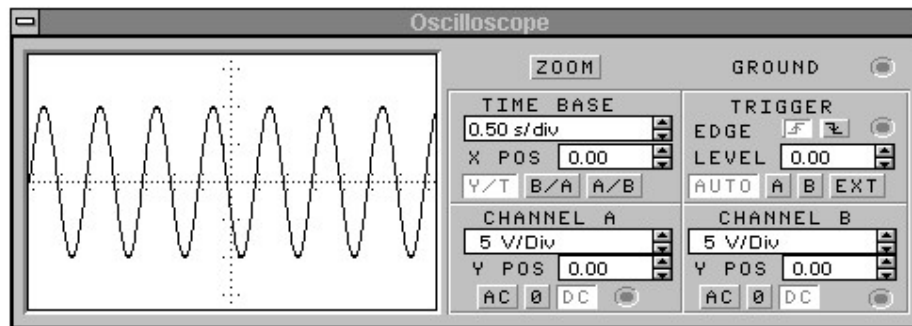 Oscilloscope
ZOOM GROUND
TIME BASE
0.50 s/div
X POS 0.00
Y/T B/A A/B
TRIGGER
EDGE
LEVEL 0.00
AUTO A B EXT
CHANNEL A
5 V/Div
Y POS 0.00
AC 0 DC
CHANNEL B
5 V/Div
Y POS 0.00
AC 0 DC